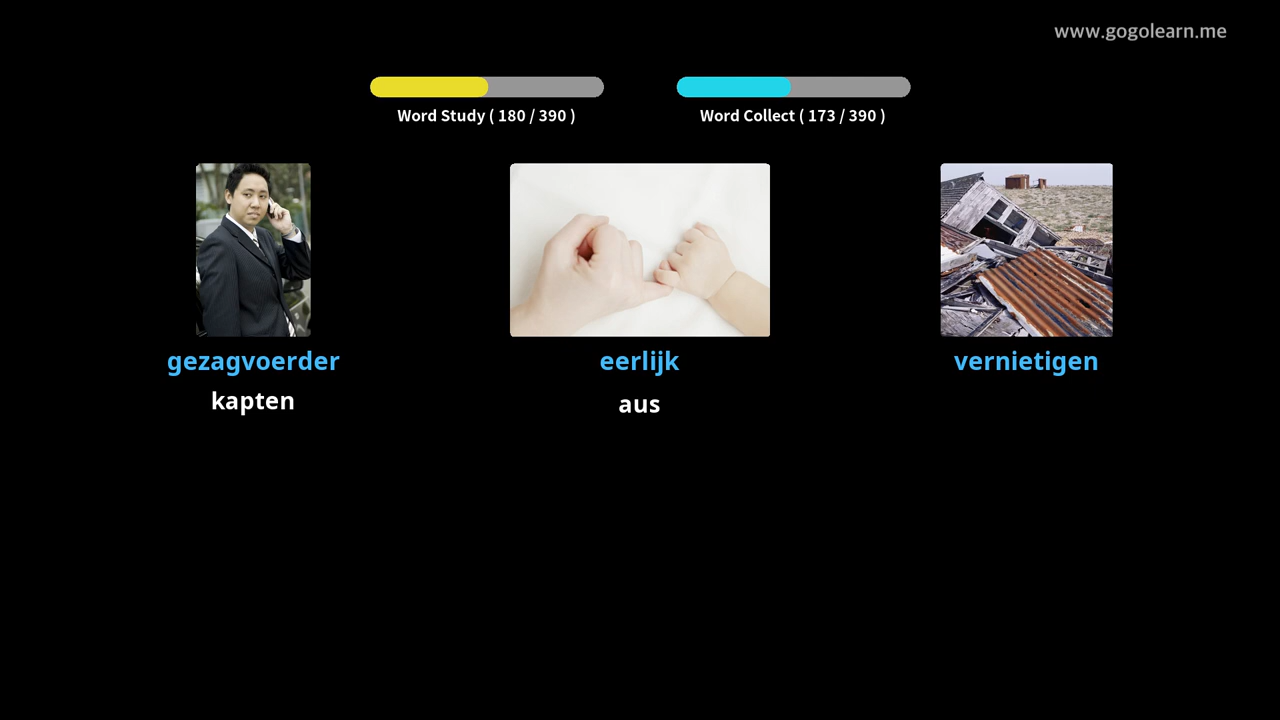 www.gogolearn.me
Word Study ( 180 / 390 )
Word Collect ( 173 / 390 )
gezagvoerder
eerlijk
vernietigen
kapten
aus